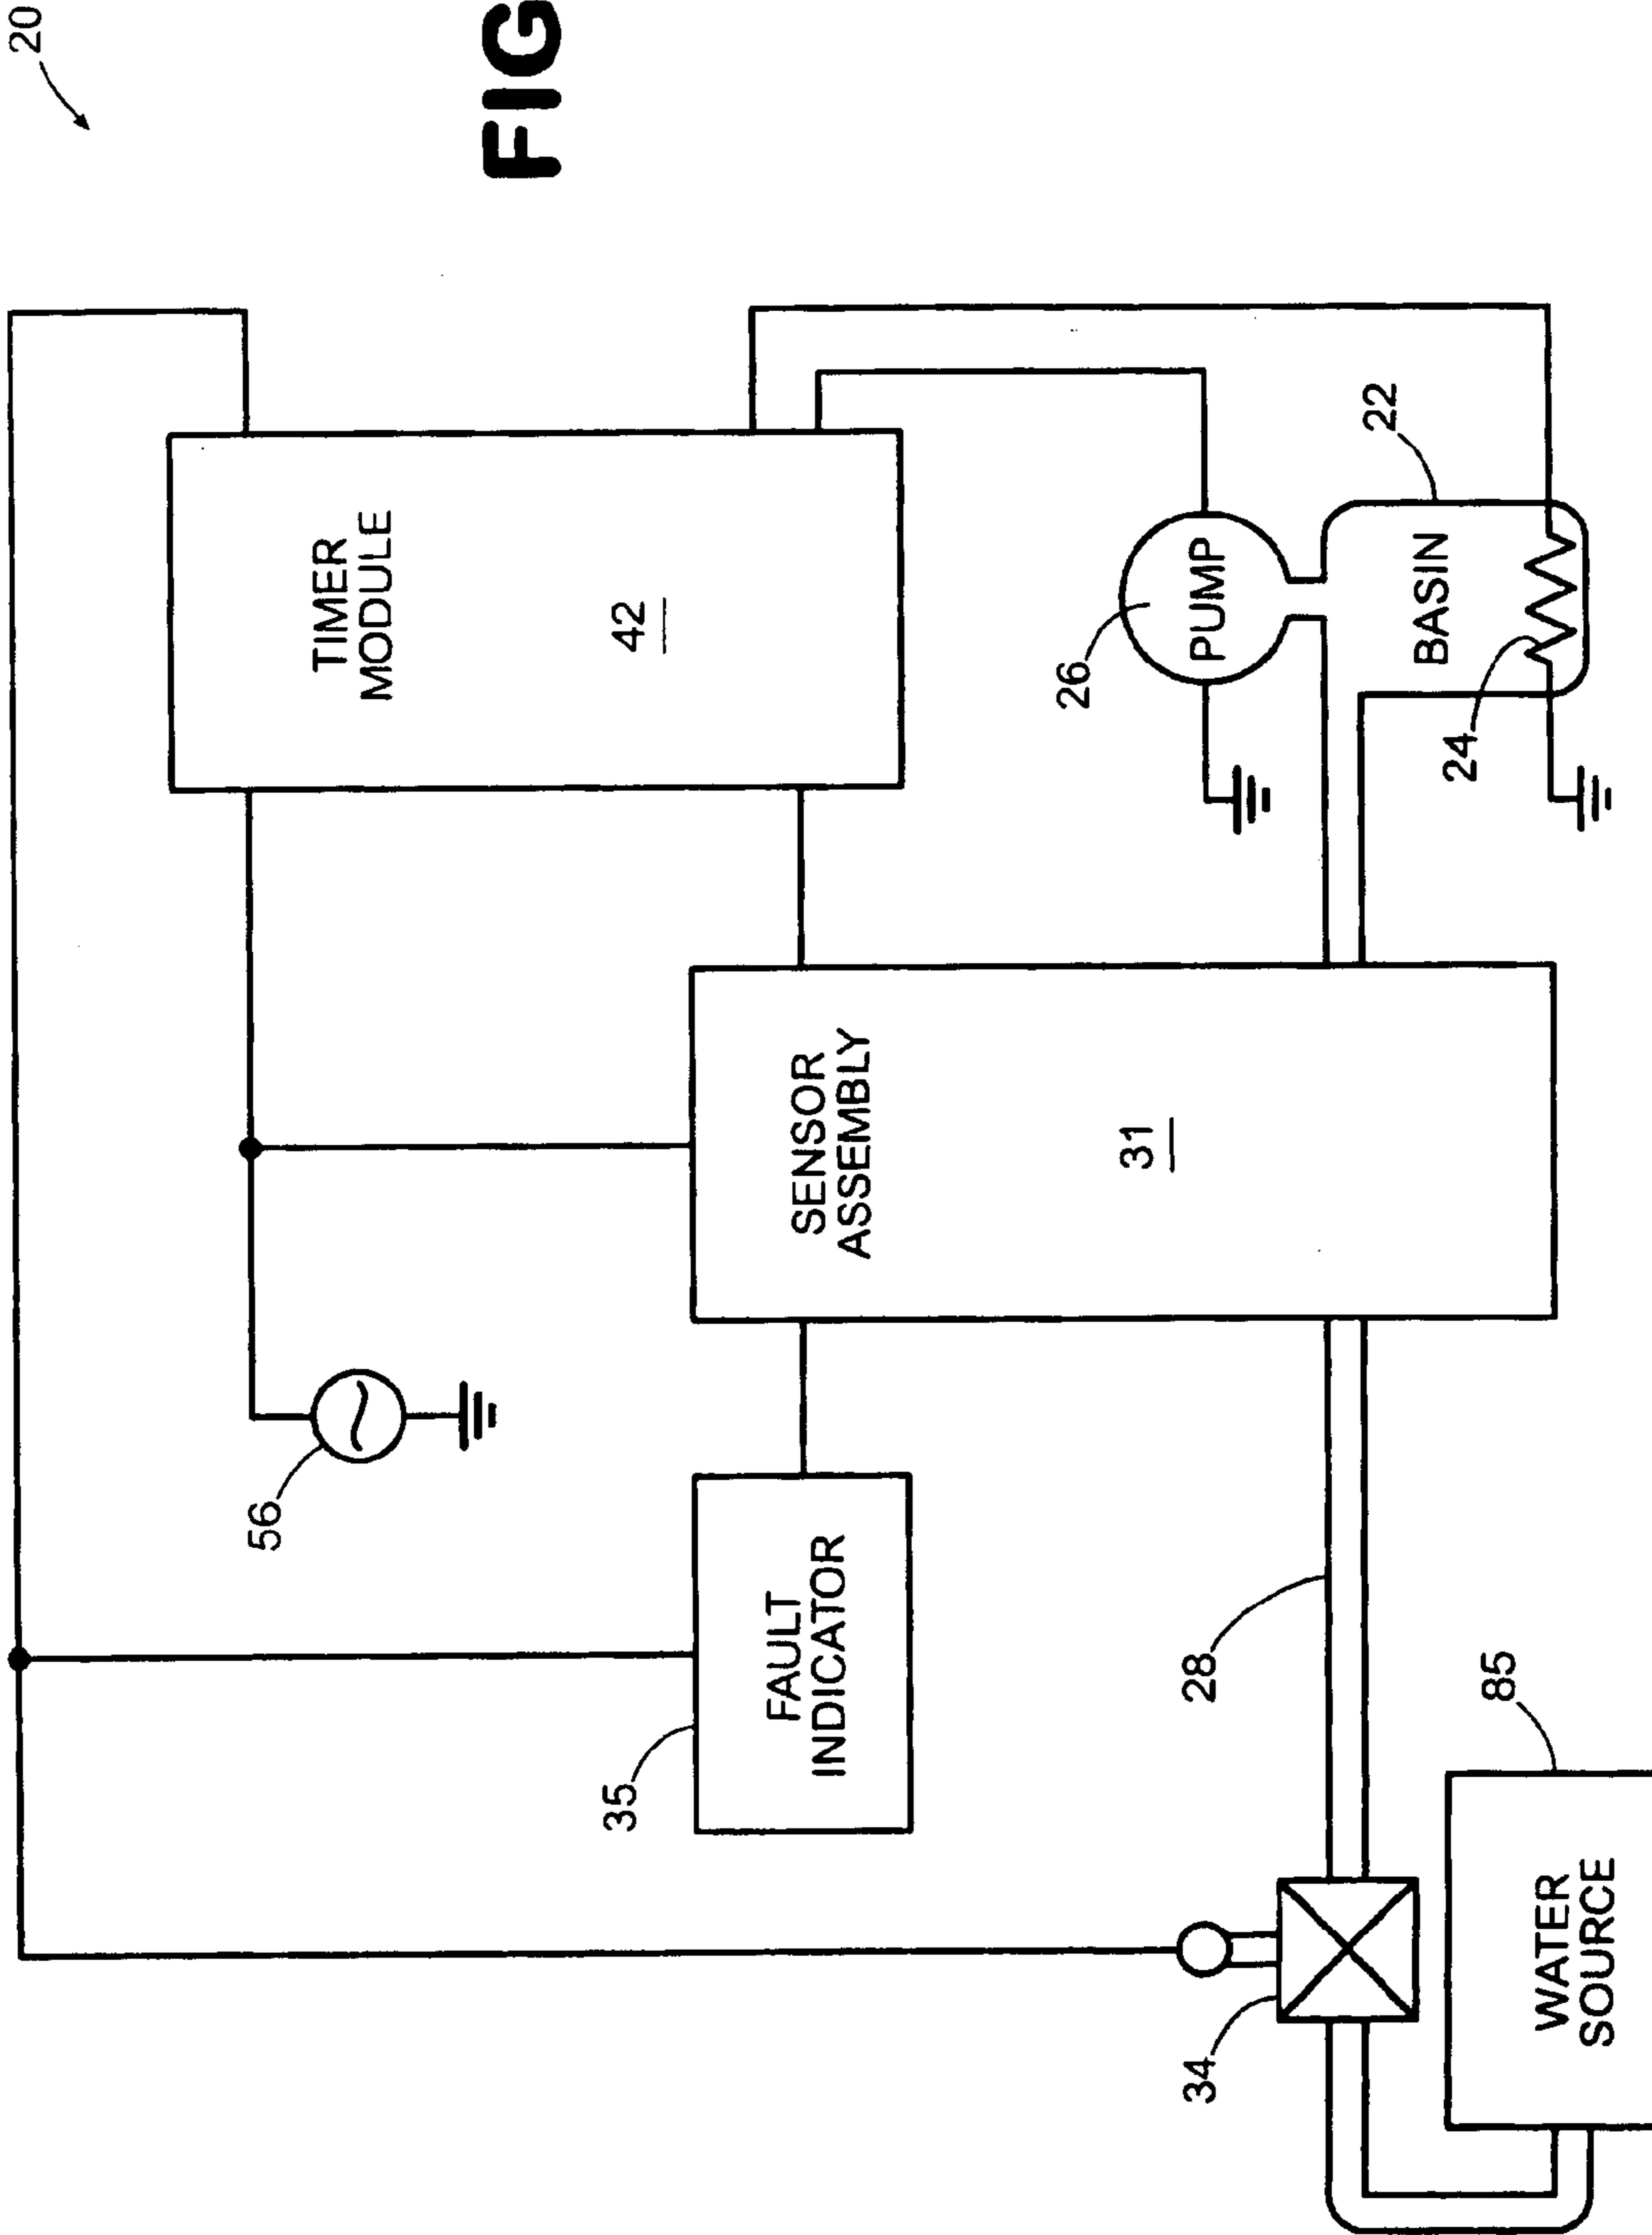 20
FIG
TIMER
MODULE
42
56
SENSOR
ASSEMBLY
31
FAULT
INDICATOR
35
26
PUMP
22
BASIN
24
28
34
85
WATER
SOURCE